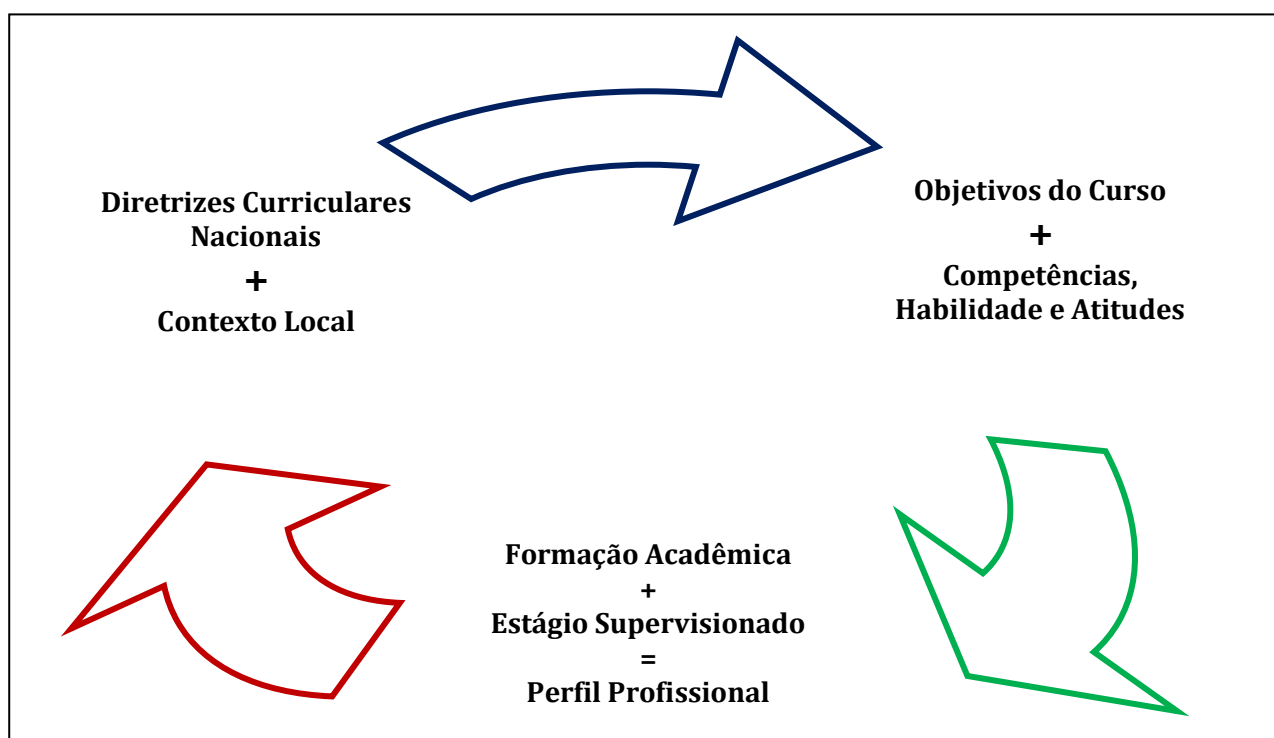 Diretrizes Curriculares
Nacionais
+
Contexto Local
Objetivos do Curso
+
Competências,
Habilidade e Atitudes
Formação Acadêmica
+
Estágio Supervisionado
=
Perfil Profissional